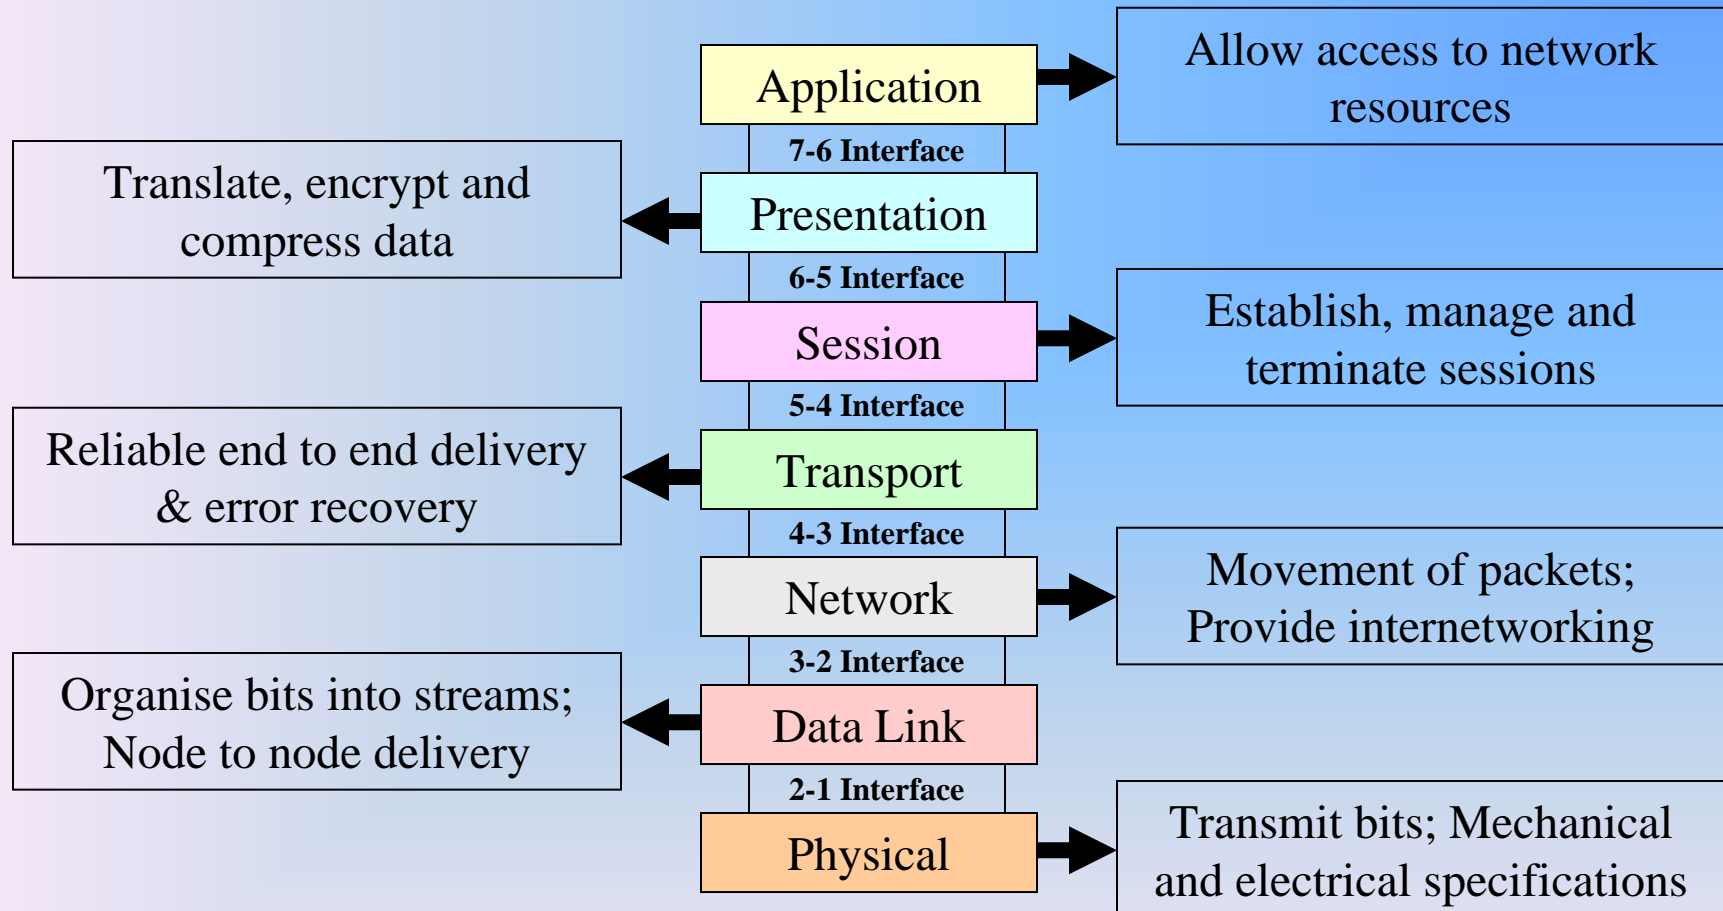 Application
Allow access to network
resources
7-6 Interface
Translate, encrypt and
compress data
Presentation
6-5 Interface
Session
Establish, manage and
terminate sessions
5-4 Interface
Reliable end to end delivery
& error recovery
Transport
4-3 Interface
Network
Movement of packets;
Provide internetworking
3-2 Interface
Organise bits into streams;
Node to node delivery
Data Link
2-1 Interface
Physical
Transmit bits; Mechanical
and electrical specifications